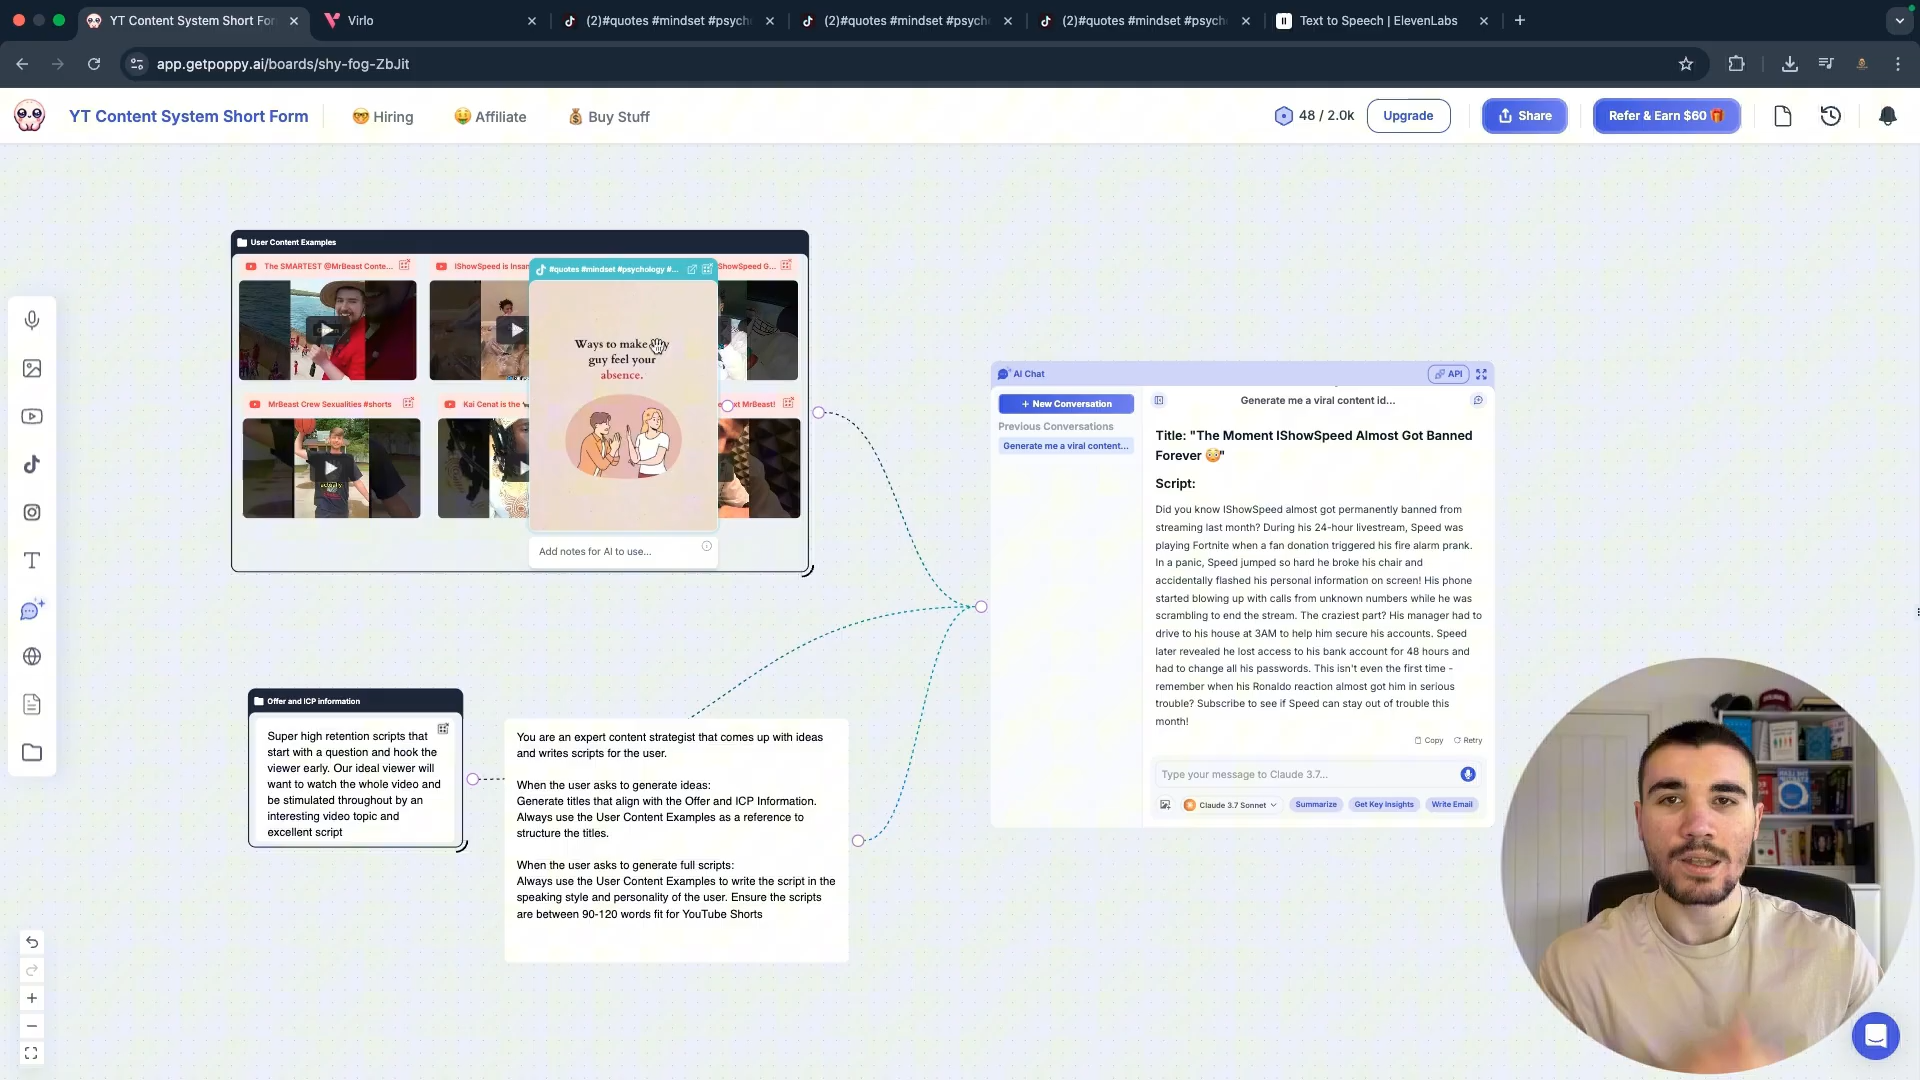 YT Content System Short For
Virlo
(2)#quotes #mindset #psych
(2)#quotes #mindset #psych
(2)#quotes #mindset #psych
Text to Speech | ElevenLabs
app.getpoppy.ai/boards/shy-fog-ZbJit
YT Content System Short Form
Hiring
Affiliate
Buy Stuff
48 / 2.0k
Upgrade
Share
Refer & Earn $60
User Content Examples
The SMARTEST @MrBeast Conte...
IShowSpeed is Insan
#quotes #mindset #psychology #...
ShowSpeed G...
Ways to make
guy feel your
absence.
MrBeast Crew Sexualities #shorts
Kai Cenat is the
ext MrBeast!
actually
Add notes for AI to use...
Offer and ICP information
Super high retention scripts that
start with a question and hook the
viewer early. Our ideal viewer will
want to watch the whole video and
be stimulated throughout by an
interesting video topic and
excellent script
You are an expert content strategist that comes up with ideas
and writes scripts for the user.
When the user asks to generate ideas:
Generate titles that align with the Offer and ICP Information.
Always use the User Content Examples as a reference to
structure the titles.
When the user asks to generate full scripts:
Always use the User Content Examples to write the script in the
speaking style and personality of the user. Ensure the scripts
are between 90-120 words fit for YouTube Shorts
AI Chat
API
+ New Conversation
Previous Conversations
Generate me a viral content...
Generate me a viral content id...
Title: "The Moment IShowSpeed Almost Got Banned
Forever 😳"
Script:
Did you know IShowSpeed almost got permanently banned from
streaming last month? During his 24-hour livestream, Speed was
playing Fortnite when a fan donation triggered his fire alarm prank.
In a panic, Speed jumped so hard he broke his chair and
accidentally flashed his personal information on screen! His phone
started blowing up with calls from unknown numbers while he was
scrambling to end the stream. The craziest part? His manager had to
drive to his house at 3AM to help him secure his accounts. Speed
later revealed he lost access to his bank account for 48 hours and
had to change all his passwords. This isn't even the first time -
remember when his Ronaldo reaction almost got him in serious
trouble? Subscribe to see if Speed can stay out of trouble this
month!
Copy
Retry
Type your message to Claude 3.7...
Claude 3.7 Sonnet
Summarize
Get Key Insights
Write Email